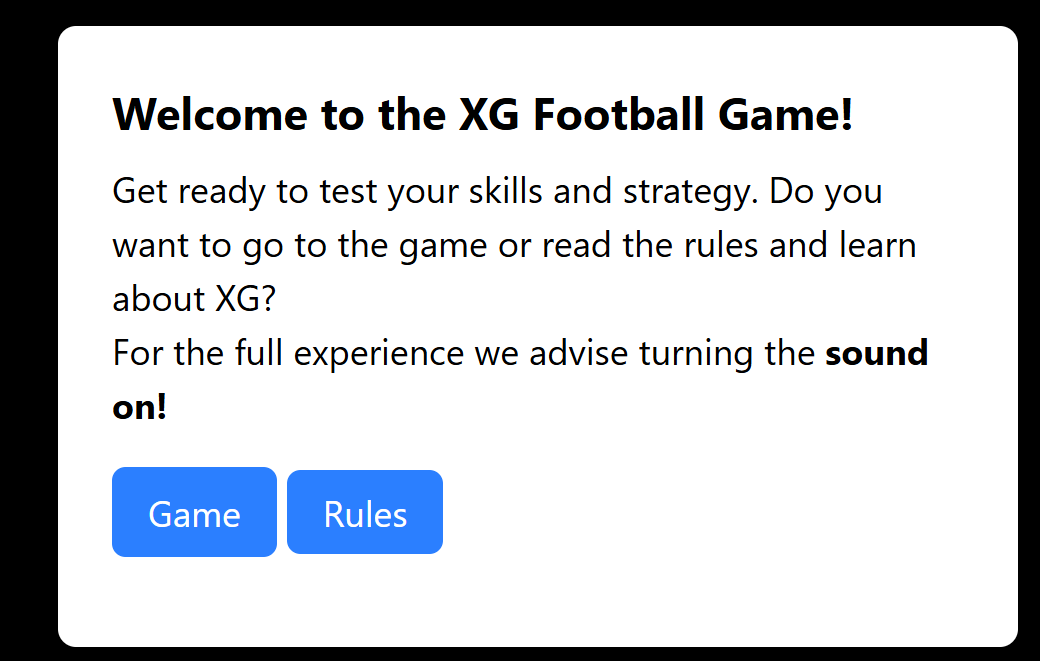 Welcome to the XG Football Game!
Get ready to test your skills and strategy. Do you
want to go to the game or read the rules and learn
about XG?
For the full experience we advise turning the sound
on!
Game Rules